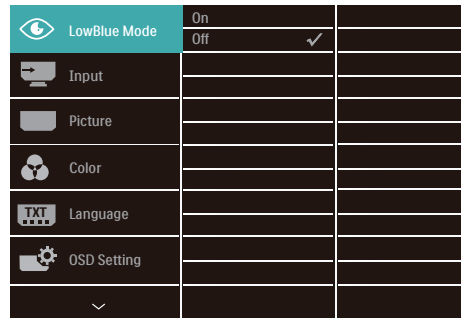 LowBlue Mode
On
Off
Input
Picture
Color
TXT
Language
OSD Setting